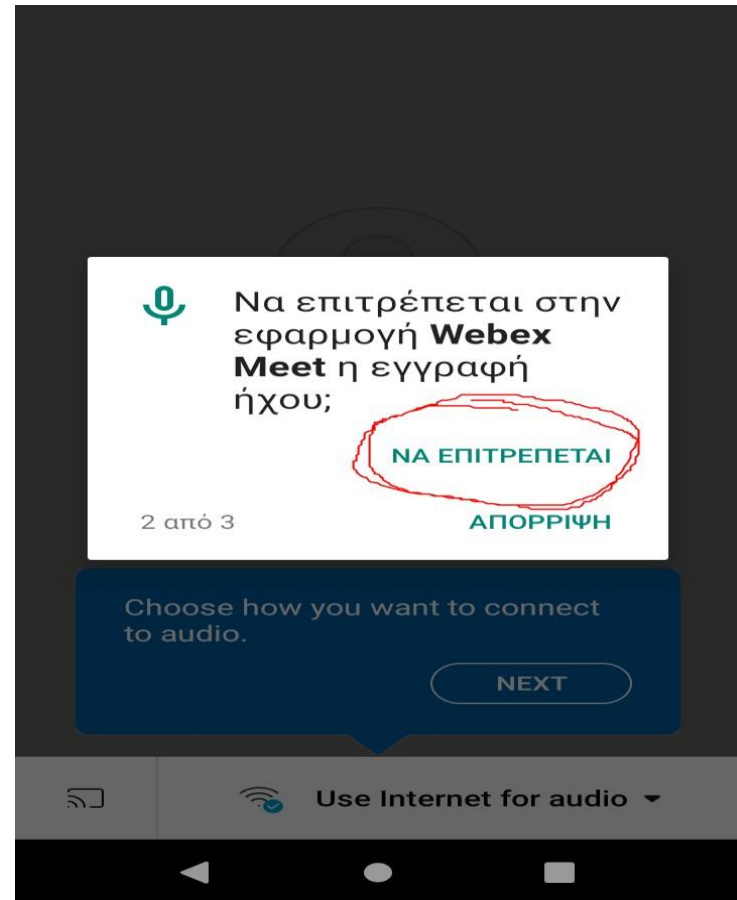 Να επιτρέπεται στην
εφαρμογή Webex
Meet η εγγραφή
ήχου;
ΝΑ ΕΠΙΤΡΕΠΕΤΑΙ
2 από 3
ΑΠΟΡΡΙΨΗ
Choose how you want to connect
to audio.
NEXT
Use Internet for audio